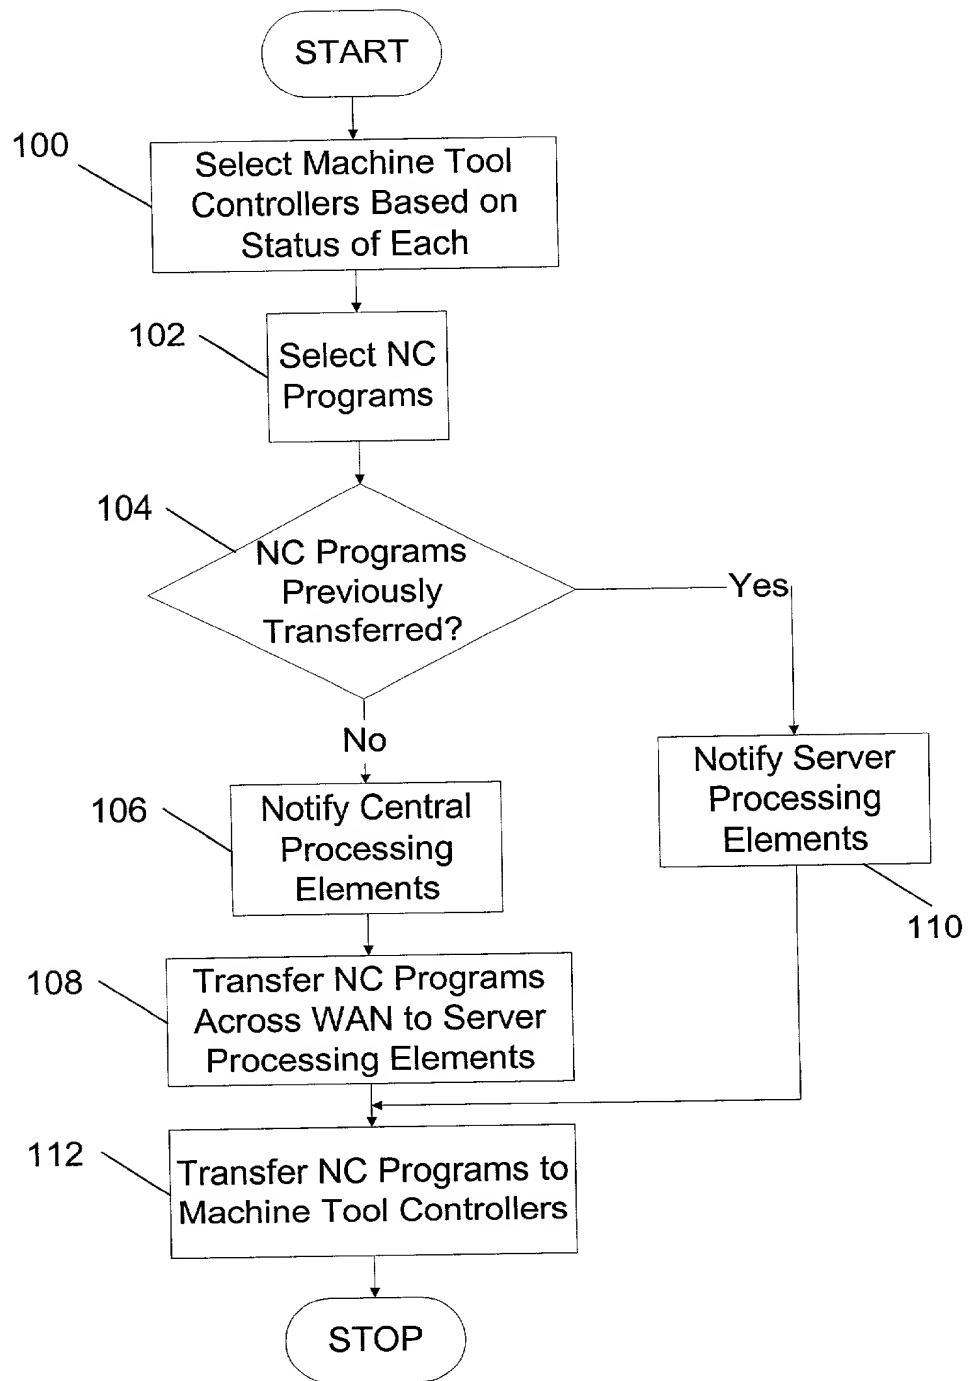 START
100
Select Machine Tool
Controllers Based on
Status of Each
102
Select NC
Programs
104
NC Programs
Previously
Transferred?
Yes
No
Notify Server
Processing
Elements
110
106
Notify Central
Processing
Elements
108
Transfer NC Programs
Across WAN to Server
Processing Elements
112
Transfer NC Programs to
Machine Tool Controllers
STOP